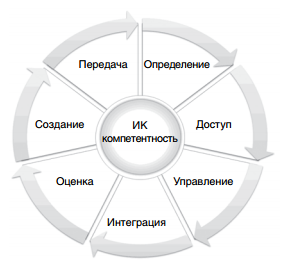 Передача
Определение
Создание
ИК
компетентность
Доступ
Оценка
Управление
Интеграция